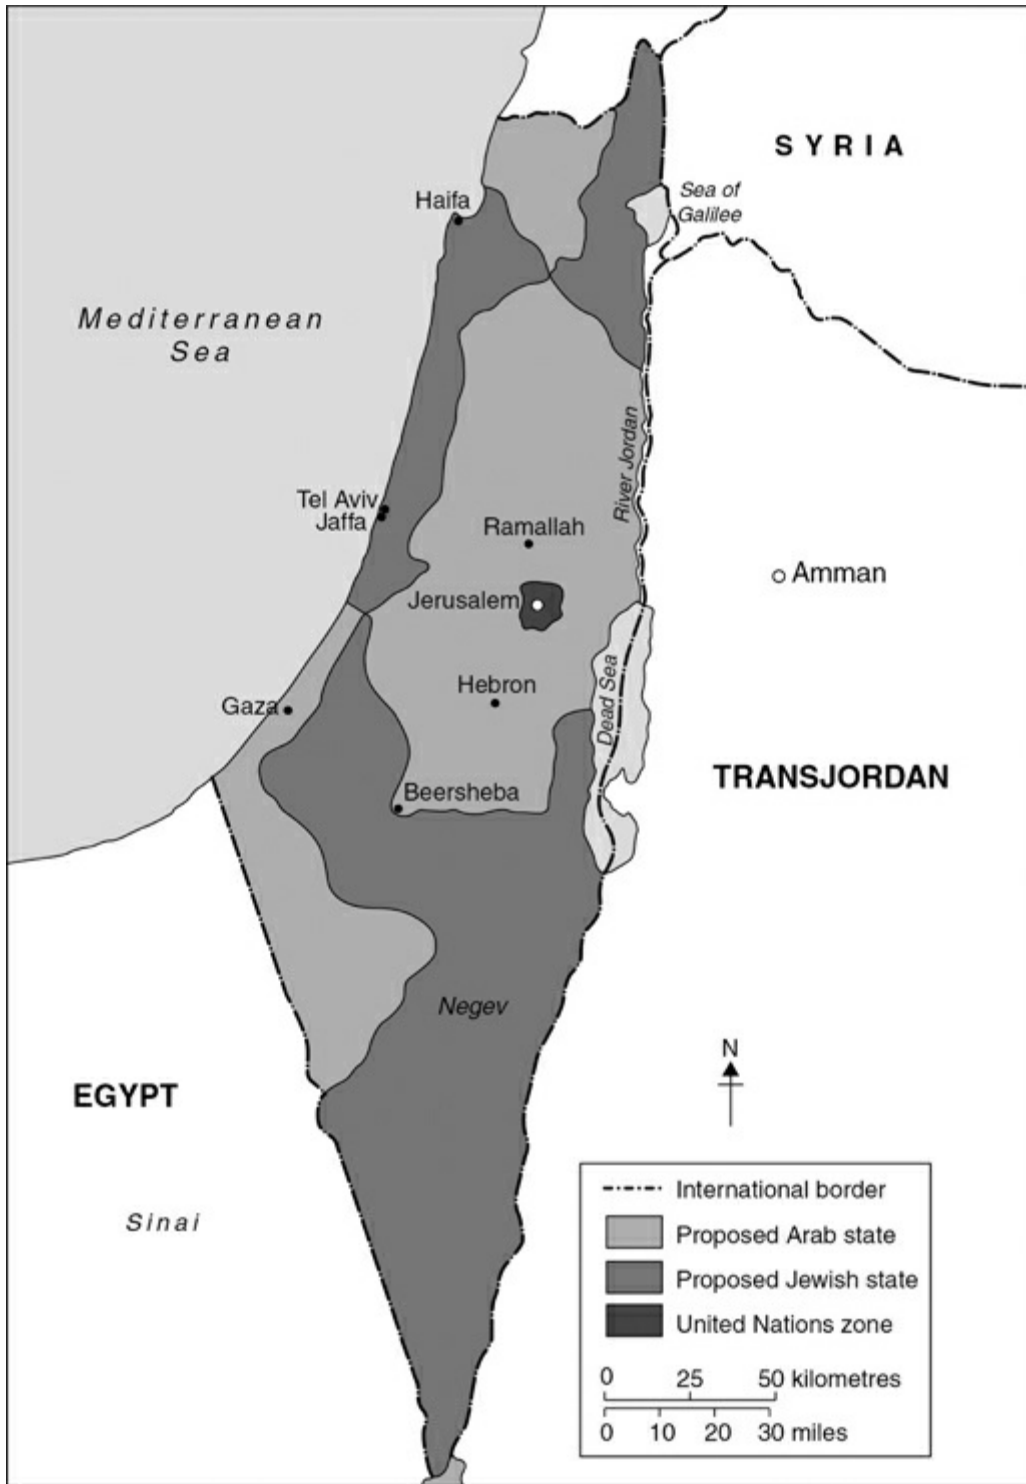 SYRIA
Sea of
Galilee
Haifa
Mediterranean
Sea
River Jordan
Tel Aviv
Jaffa
Ramallah
Amman
Jerusalem
Hebron
Dead Sea
Gaza
TRANSJORDAN
Beersheba
Negev
N
EGYPT
Sinai
International border
Proposed Arab state
Proposed Jewish state
United Nations zone
0 25 50 kilometres
0 10 20 30 miles